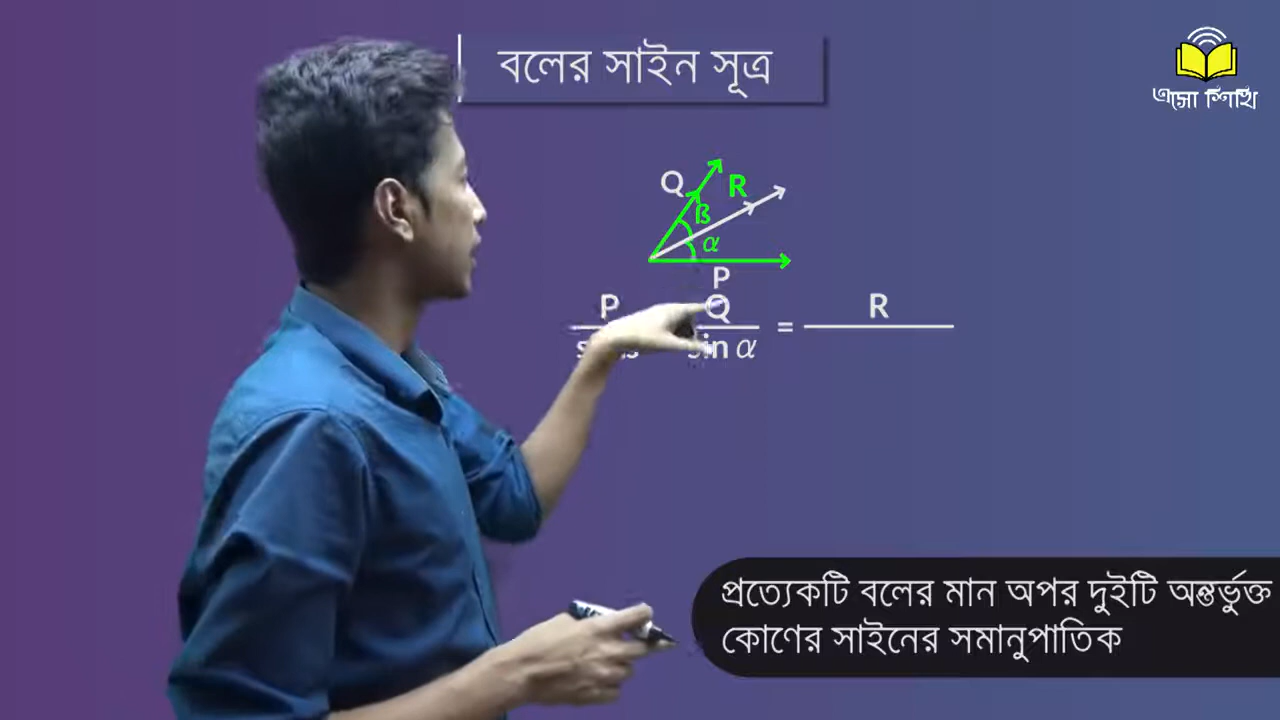 বলের সাইন সূত্র
এসো শিখি
Q R
β
α
P
P Q = R
sin α
প্রত্যেকটি বলের মান অপর দুইটি অন্তর্ভুক্ত
কোণের সাইনের সমানুপাতিক